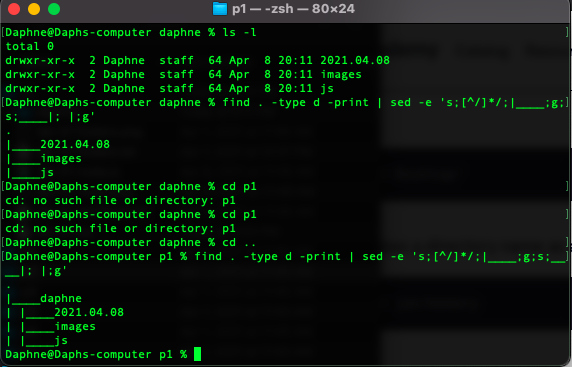 p1 — -zsh — 80×24
[Daphne@Daphs-computer daphne % ls -l
total 0
drwxr-xr-x  2 Daphne  staff  64 Apr  8 20:11 2021.04.08
drwxr-xr-x  2 Daphne  staff  64 Apr  8 20:11 images
drwxr-xr-x  2 Daphne  staff  64 Apr  8 20:11 js
[Daphne@Daphs-computer daphne % find . -type d -print | sed -e 's;[^/]*/;|____;g;]
s;____|; |;g'
.
|____2021.04.08
|____images
|____js
[Daphne@Daphs-computer daphne % cd p1
cd: no such file or directory: p1
[Daphne@Daphs-computer daphne % cd p1
cd: no such file or directory: p1
[Daphne@Daphs-computer daphne % cd ..
[Daphne@Daphs-computer p1 % find . -type d -print | sed -e 's;[^/]*/;|____;g;s;__]
__|; |;g'
.
|____daphne
| |____2021.04.08
| |____images
| |____js
Daphne@Daphs-computer p1 %